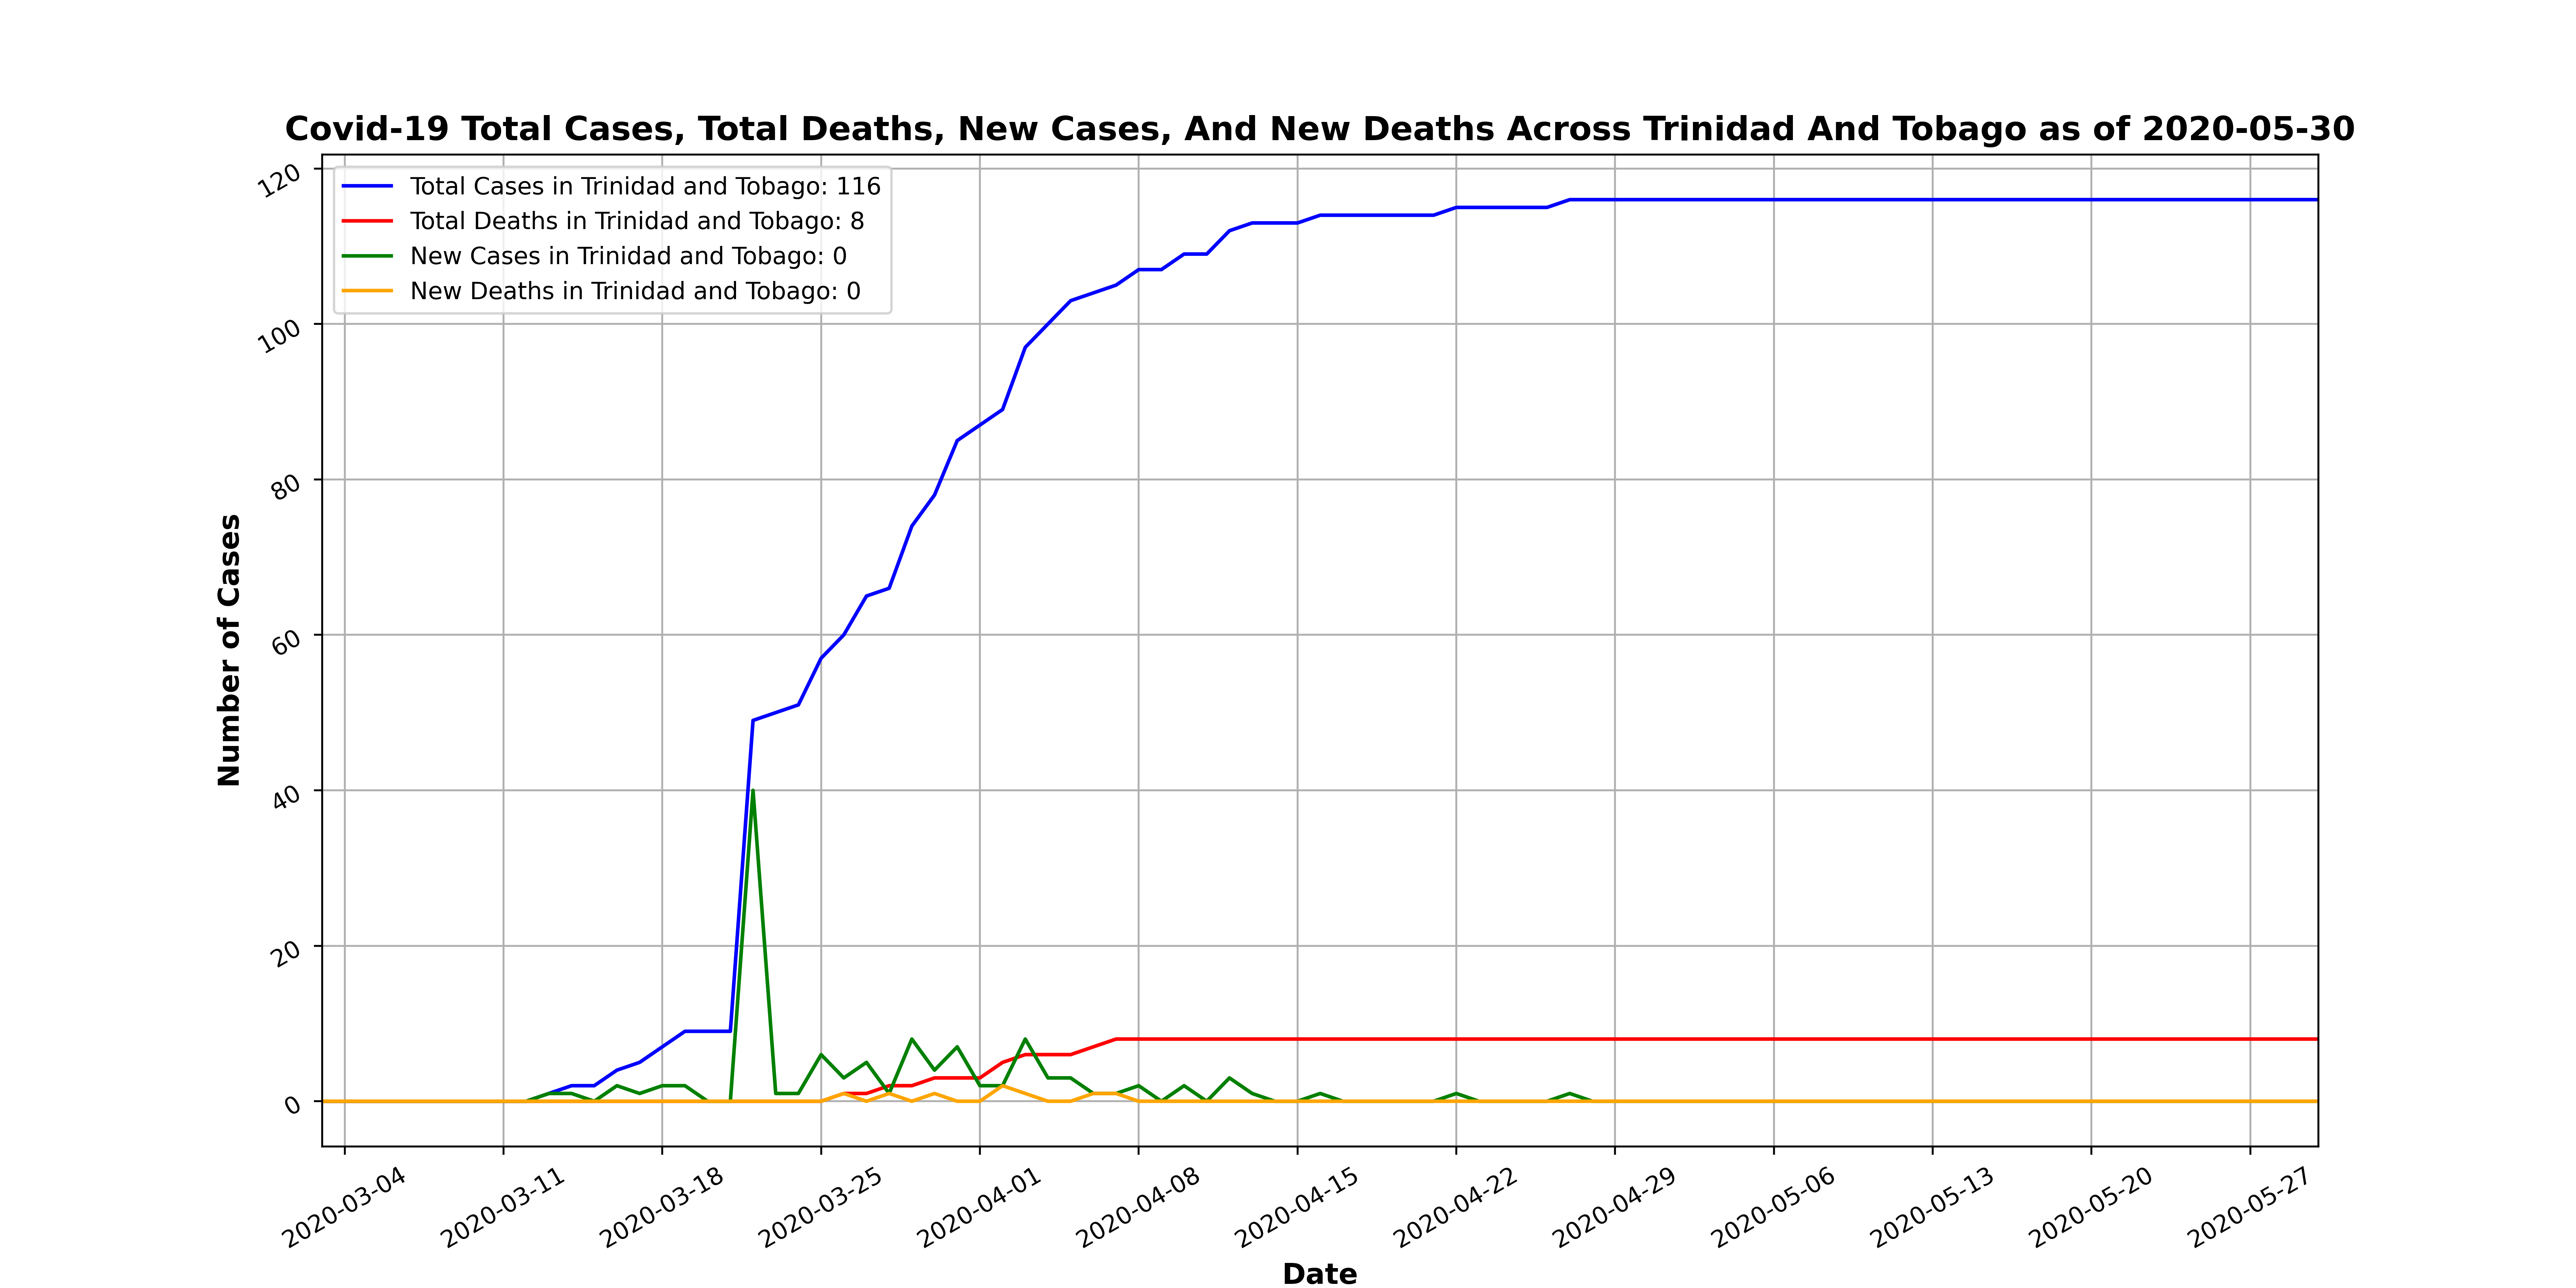 Covid-19 Total Cases, Total Deaths, New Cases, And New Deaths Across Trinidad And Tobago as of 2020-05-30
Total Cases in Trinidad and Tobago: 116
Total Deaths in Trinidad and Tobago: 8
New Cases in Trinidad and Tobago: 0
New Deaths in Trinidad and Tobago: 0
Number of Cases
120
100
80
60
40
20
0
2020-03-04
2020-03-11
2020-03-18
2020-03-25
2020-04-01
2020-04-08
2020-04-15
2020-04-22
2020-04-29
2020-05-06
2020-05-13
2020-05-20
2020-05-27
Date